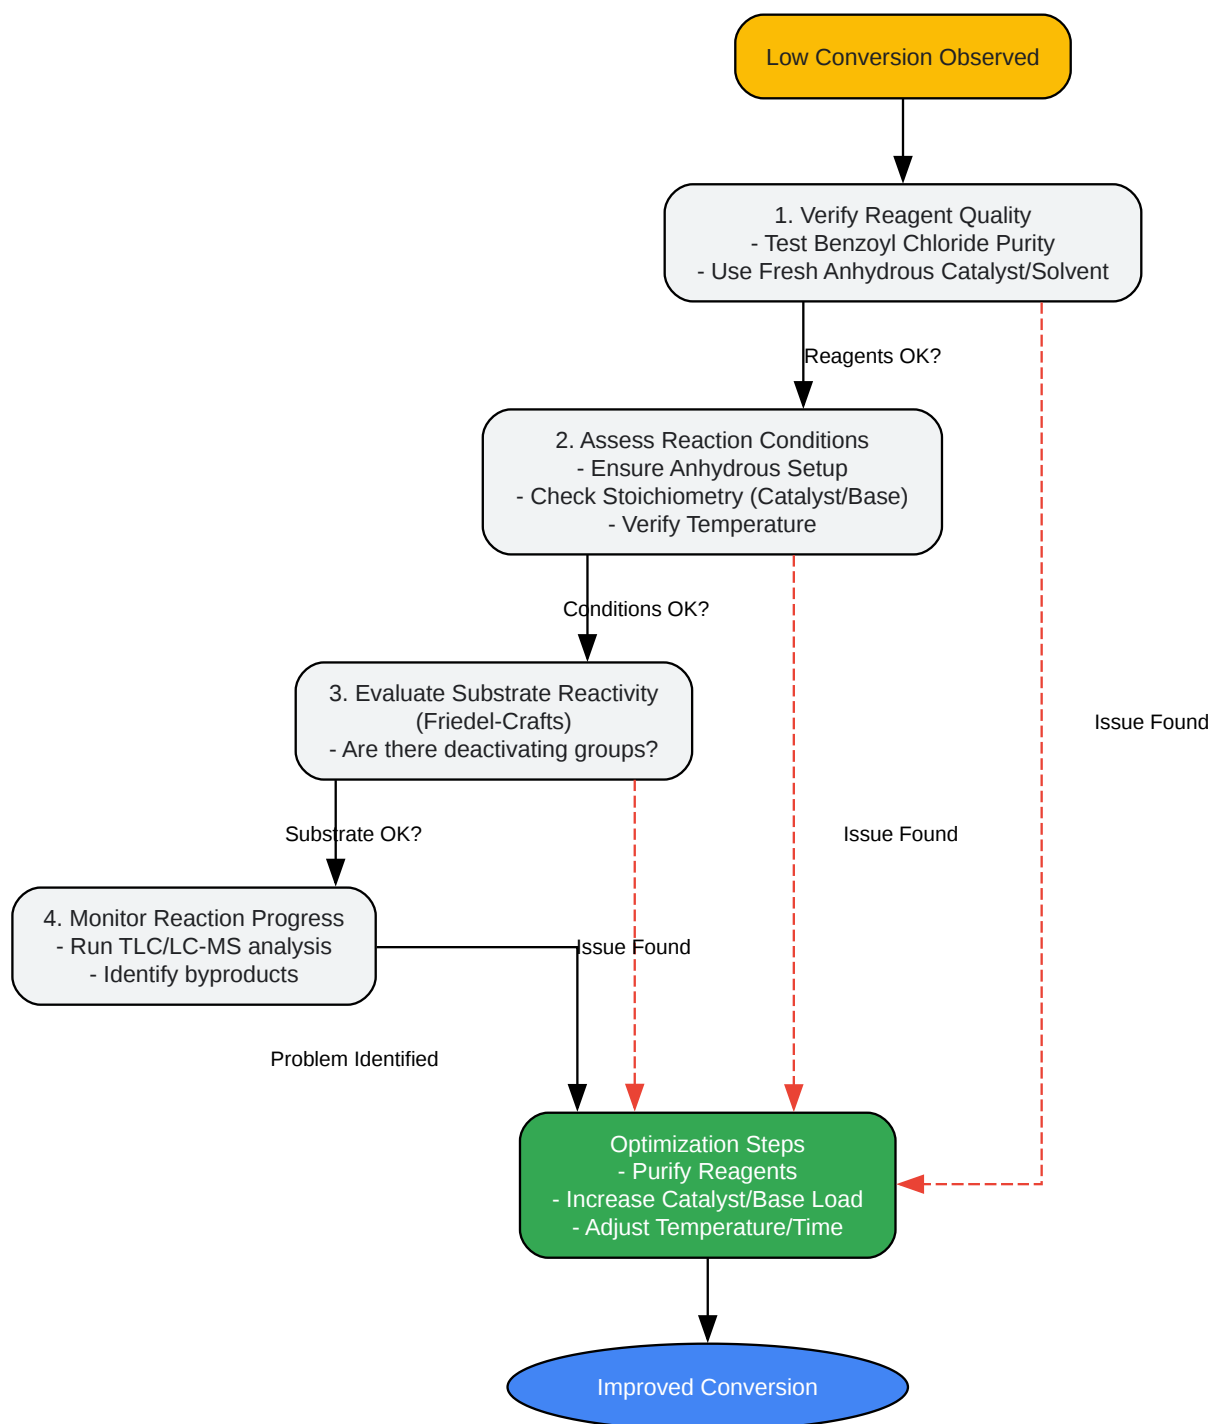 Low Conversion Observed
1. Verify Reagent Quality
- Test Benzoyl Chloride Purity
- Use Fresh Anhydrous Catalyst/Solvent
Reagents OK?
2. Assess Reaction Conditions
- Ensure Anhydrous Setup
- Check Stoichiometry (Catalyst/Base)
- Verify Temperature
Conditions OK?
3. Evaluate Substrate Reactivity
(Friedel-Crafts)
- Are there deactivating groups?
Issue Found
Substrate OK?
Issue Found
4. Monitor Reaction Progress
- Run TLC/LC-MS analysis
- Identify byproducts
Issue Found
Problem Identified
Optimization Steps
- Purify Reagents
- Increase Catalyst/Base Load
- Adjust Temperature/Time
Improved Conversion